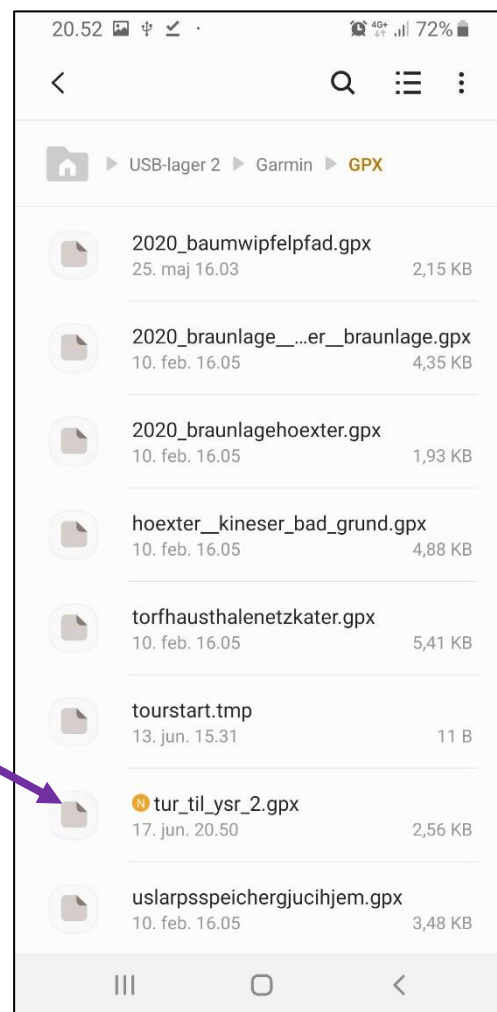 20.52 4G+ 72%
USB-lager 2 Garmin GPX
2020_baumwipfelpfad.gpx
25. maj 16.03 2,15 KB
2020_braunlage__...er__braunlage.gpx
10. feb. 16.05 4,35 KB
2020_braunlagehoexter.gpx
10. feb. 16.05 1,93 KB
hoexter__kineser_bad_grund.gpx
10. feb. 16.05 4,88 KB
torfhausthalenetzkater.gpx
10. feb. 16.05 5,41 KB
tourstart.tmp
13. jun. 15.31 11 B
N tur_til_ysr_2.gpx
17. jun. 20.50 2,56 KB
uslarpsspeichergjucihjem.gpx
10. feb. 16.05 3,48 KB